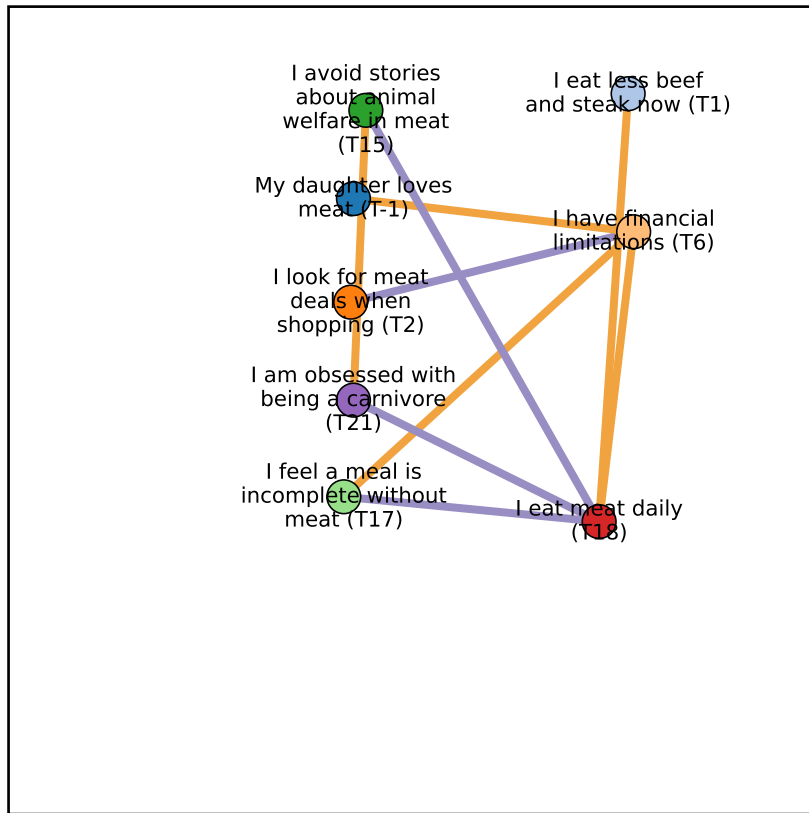 I avoid stories
about animal
welfare in meat
(T15)
I eat less beef
and steak now (T1)
My daughter loves
meat (T-1)
I have financial
limitations (T6)
I look for meat
deals when
shopping (T2)
I am obsessed with
being a carnivore
(T21)
I feel a meal is
incomplete without
meat (T17)
I eat meat daily
(T18)